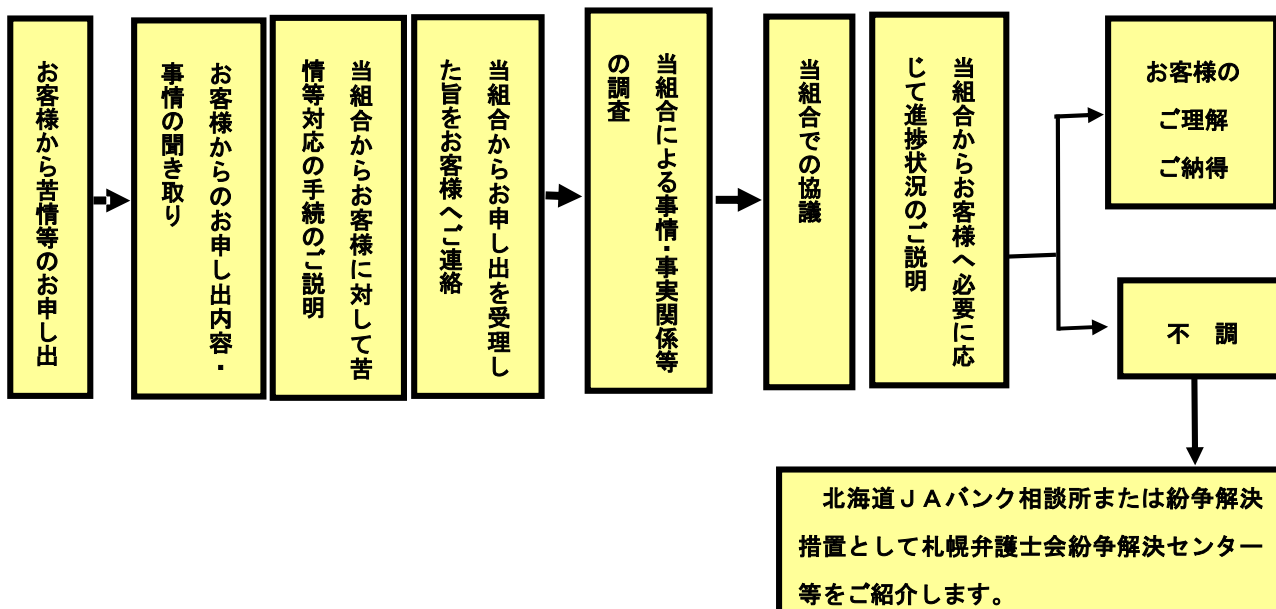 お客様から苦情等のお申し出
お客様からのお申し出内容・
事情の聞き取り
当組合からお客様に対して苦
情等対応の手続のご説明
当組合からお申し出を受理し
た旨をお客様へご連絡
当組合による事情・事実関係等
の調査
当組合での協議
当組合からお客様へ必要に応
じて進捗状況のご説明
お客様の
ご理解
ご納得
不　調
北海道ＪＡバンク相談所または紛争解決
措置として札幌弁護士会紛争解決センター
等をご紹介します。